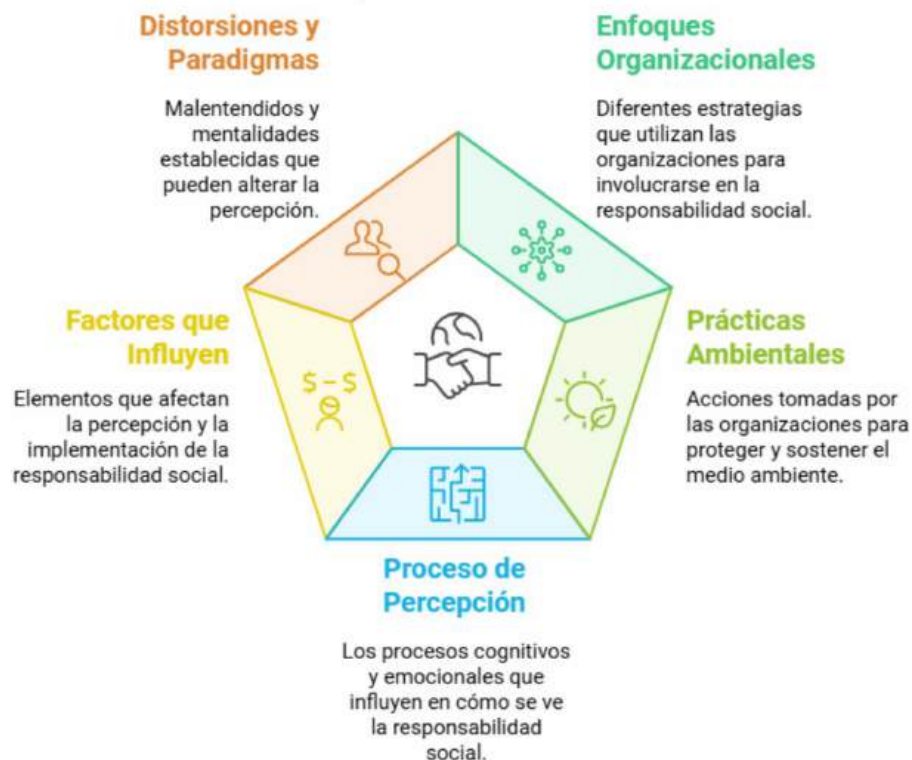 Distorsiones y
Paradigmas
Malentendidos y
mentalidades
establecidas que
pueden alterar la
percepción.
Enfoques
Organizacionales
Diferentes estrategias
que utilizan las
organizaciones para
involucrarse en la
responsabilidad social.
Factores que
Influyen
Elementos que afectan
la percepción y la
implementación de la
responsabilidad social.
$ – $
Prácticas
Ambientales
Acciones tomadas por
las organizaciones para
proteger y sostener el
medio ambiente.
Proceso de
Percepción
Los procesos cognitivos
y emocionales que
influyen en cómo se ve
la responsabilidad
social.